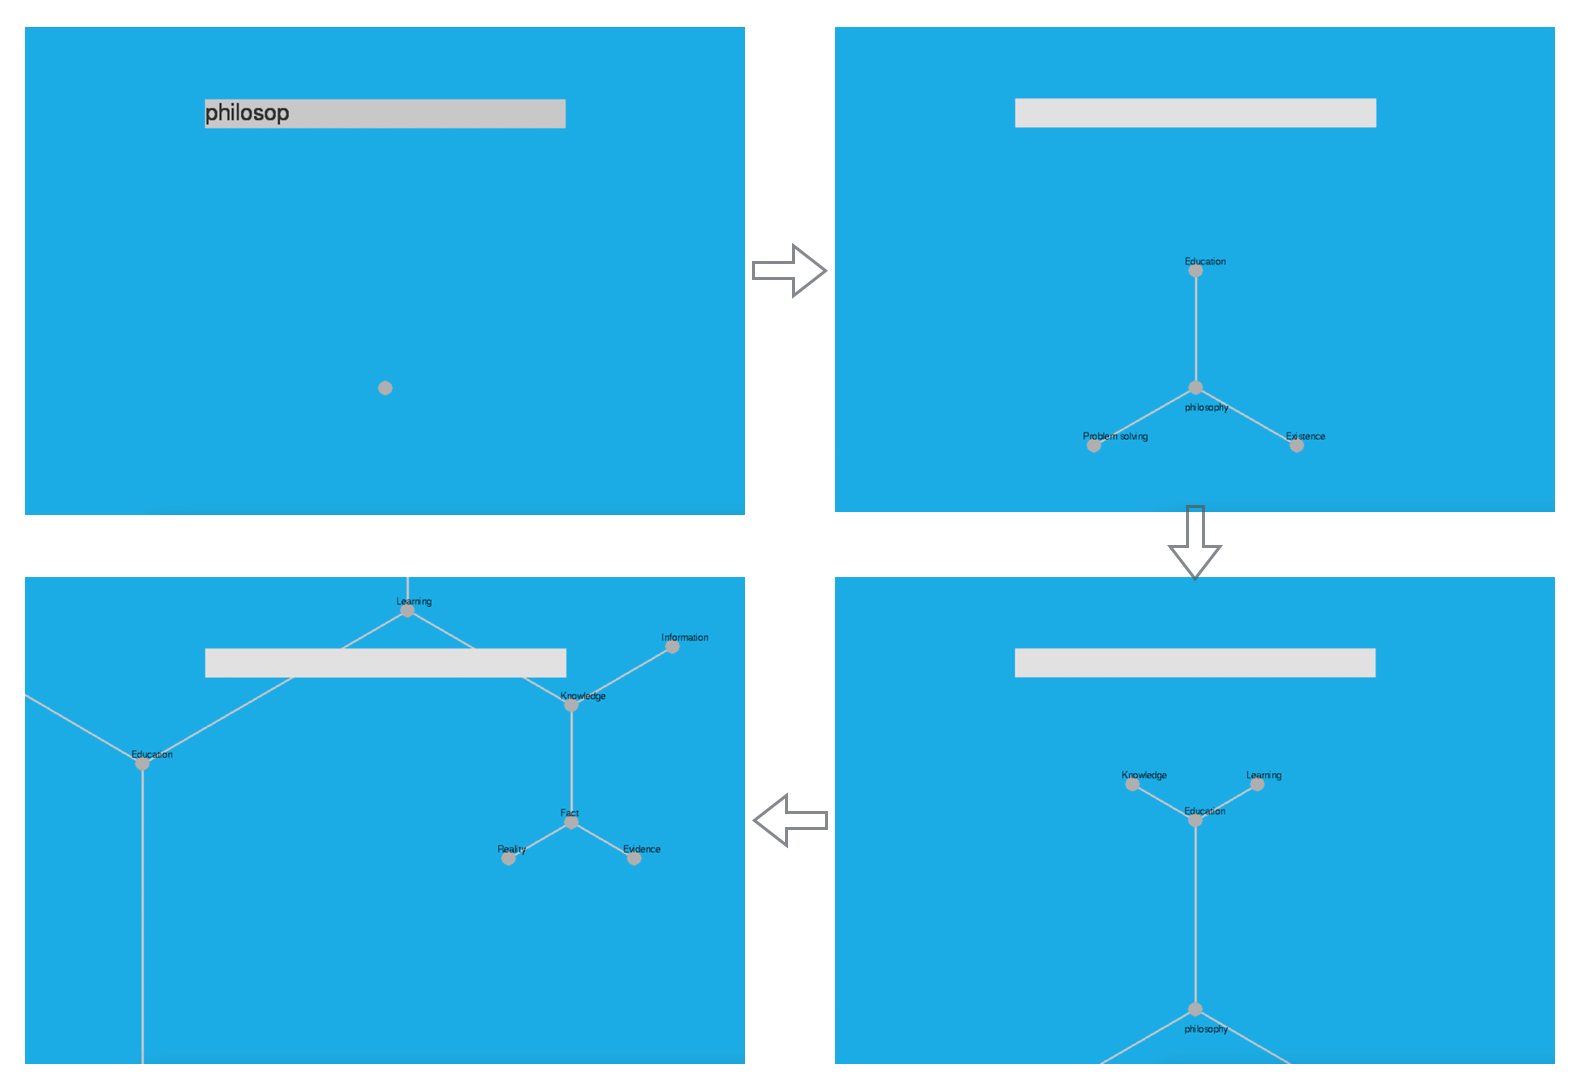 philosop
Education
philosophy
Problem solving
Existence
Learning
Information
Knowledge
Education
Fact
Reality
Evidence
Knowledge
Learning
Education
philosophy